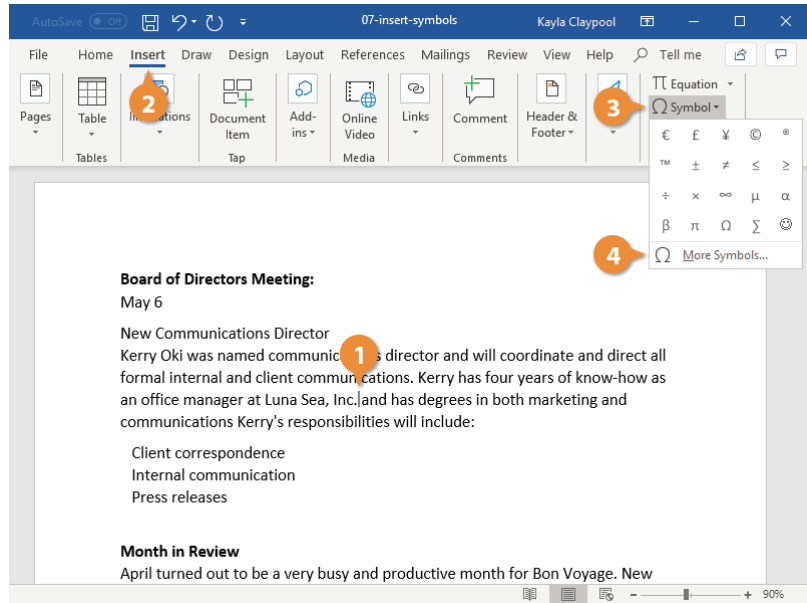 AutoSave Off 07-insert-symbols Kayla Claypool
File Home Insert Draw Design Layout References Mailings Review View Help Tell me
Pages
Table
Document Item
Add-ins
Online Video
Links
Comment
Header & Footer
Equation
Symbol
Tables Tap Media Comments
2
3
€ £ ¥ © ®
™ ± ≠ ≤ ≥
÷ × ∞ µ α
β π Ω ∑ ☺
4
More Symbols...
Board of Directors Meeting:
May 6
New Communications Director
1
Kerry Oki was named director and will coordinate and direct all
formal internal and client communications. Kerry has four years of know-how as
an office manager at Luna Sea, Inc. and has degrees in both marketing and
communications Kerry's responsibilities will include:
Client correspondence
Internal communication
Press releases
Month in Review
April turned out to be a very busy and productive month for Bon Voyage. New
90%